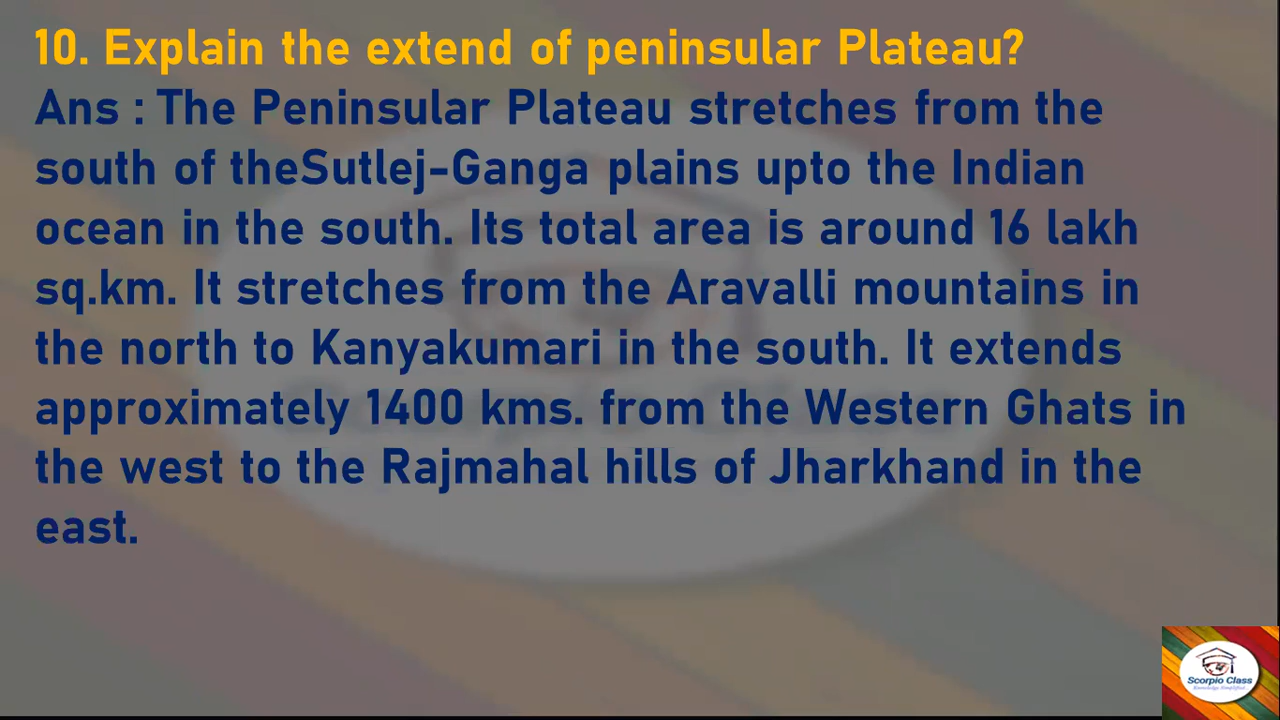 10. Explain the extend of peninsular Plateau?
Ans : The Peninsular Plateau stretches from the
south of theSutlej-Ganga plains upto the Indian
ocean in the south. Its total area is around 16 lakh
sq.km. It stretches from the Aravalli mountains in
the north to Kanyakumari in the south. It extends
approximately 1400 kms. from the Western Ghats in
the west to the Rajmahal hills of Jharkhand in the
east.
Scorpio Class
Knowledge Simplified